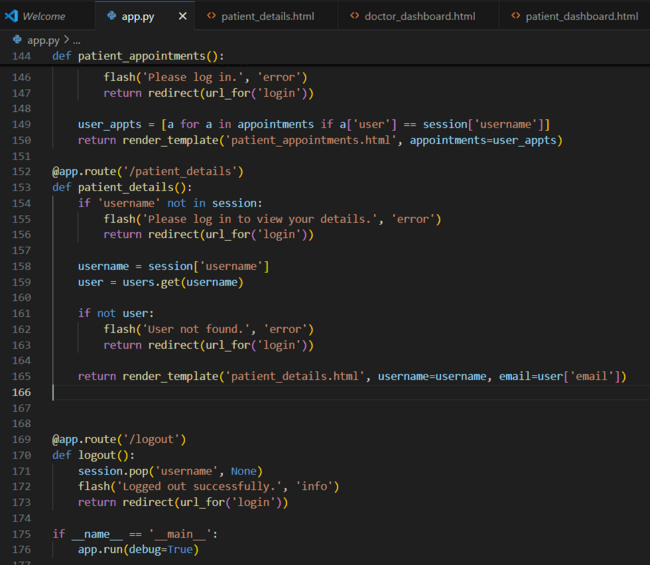 Welcome app.py × <> patient_details.html <> doctor_dashboard.html <> patient_dashboard.html
app.py > ...
144 def patient_appointments():
146         flash('Please log in.', 'error')
147         return redirect(url_for('login'))
148
149     user_appts = [a for a in appointments if a['user'] == session['username']]
150     return render_template('patient_appointments.html', appointments=user_appts)
151
152 @app.route('/patient_details')
153 def patient_details():
154     if 'username' not in session:
155         flash('Please log in to view your details.', 'error')
156         return redirect(url_for('login'))
157
158     username = session['username']
159     user = users.get(username)
160
161     if not user:
162         flash('User not found.', 'error')
163         return redirect(url_for('login'))
164
165     return render_template('patient_details.html', username=username, email=user['email'])
166
167
168
169 @app.route('/logout')
170 def logout():
171     session.pop('username', None)
172     flash('Logged out successfully.', 'info')
173     return redirect(url_for('login'))
174
175 if __name__ == '__main__':
176     app.run(debug=True)
177